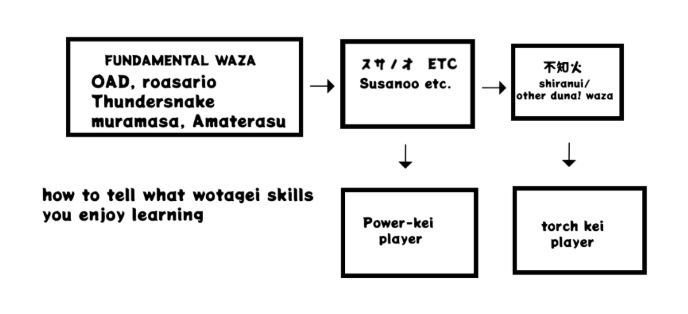 FUNDAMENTAL WAZA
OAD, roasario
Thundersnake
muramasa, Amaterasu
スサノオ ETC
Susanoo etc.
不知火
shiranui/
other duna! waza
how to tell what wotagei skills
you enjoy learning
Power-kei
player
torch kei
player